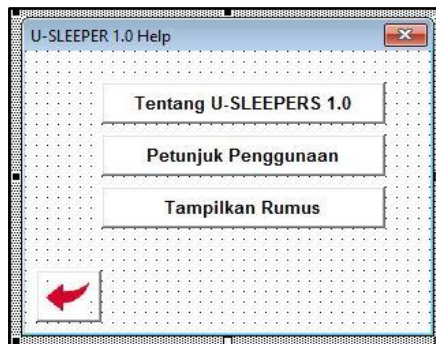 U-SLEEPER 1.0 Help
Tentang U-SLEEPERS 1.0
Petunjuk Penggunaan
Tampilkan Rumus